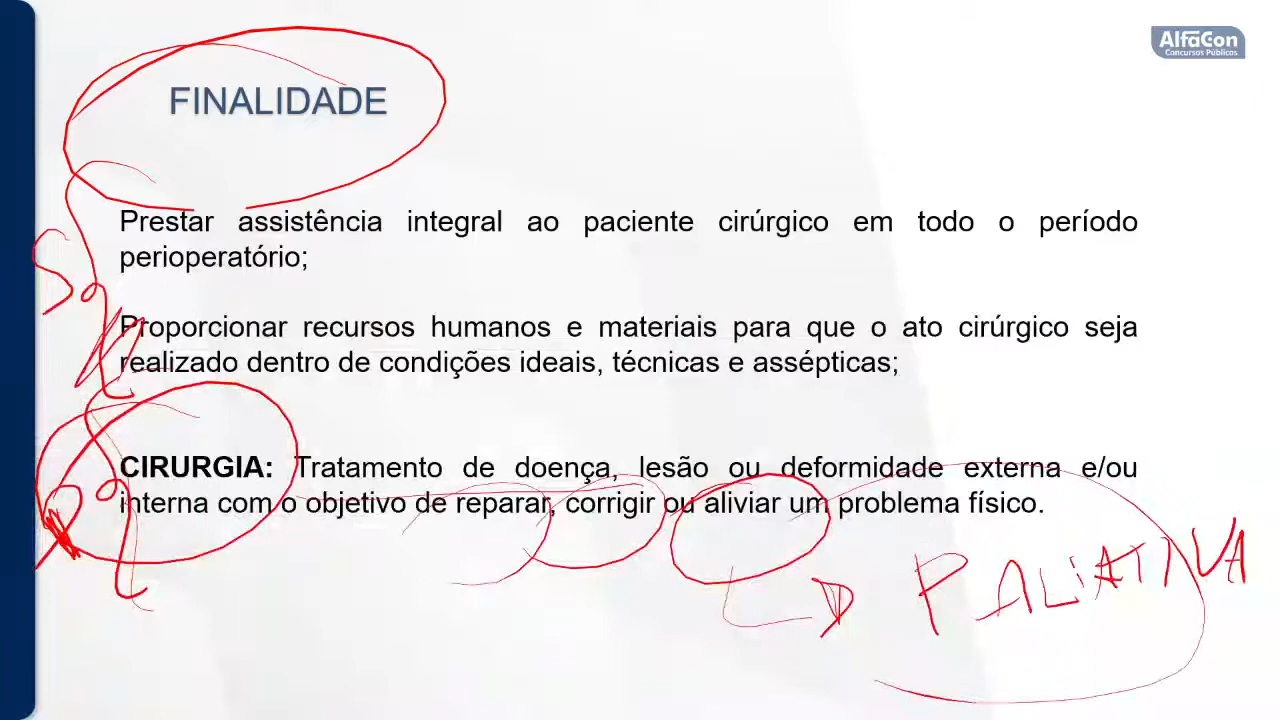 AlfaCon
Concursos Públicos
FINALIDADE
Prestar assistência integral ao paciente cirúrgico em todo o período
perioperatório;
Proporcionar recursos humanos e materiais para que o ato cirúrgico seja
realizado dentro de condições ideais, técnicas e assépticas;
CIRURGIA: Tratamento de doença, lesão ou deformidade externa e/ou
interna com o objetivo de reparar, corrigir ou aliviar um problema físico.
PALiATIVA